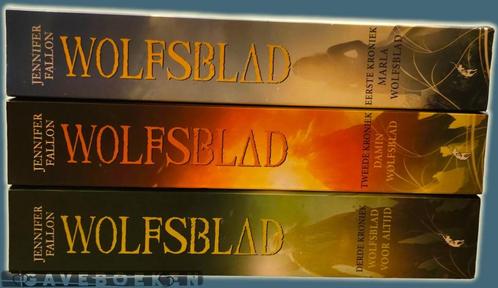 JENNIFER
FALLON
WOLFSBLAD
EERSTE KRONIEK
MARLA
WOLFSBLAD
JENNIFER
FALLON
WOLFSBLAD
TWEEDE KRONIEK
DAMIN
WOLFSBLAD
JENNIFER
FALLON
WOLFSBLAD
DERDE KRONIEK
WOLFSBLAD
VOOR ALTIJD
GAVEBOEKEN